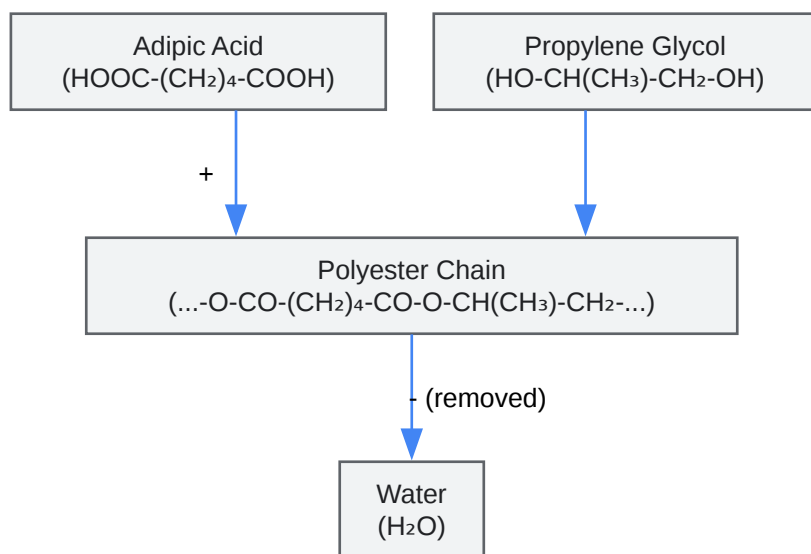 Adipic Acid
(HOOC-(CH₂)₄-COOH)
Propylene Glycol
(HO-CH(CH₃)-CH₂-OH)
+
Polyester Chain
(...-O-CO-(CH₂)₄-CO-O-CH(CH₃)-CH₂-...)
- (removed)
Water
(H₂O)